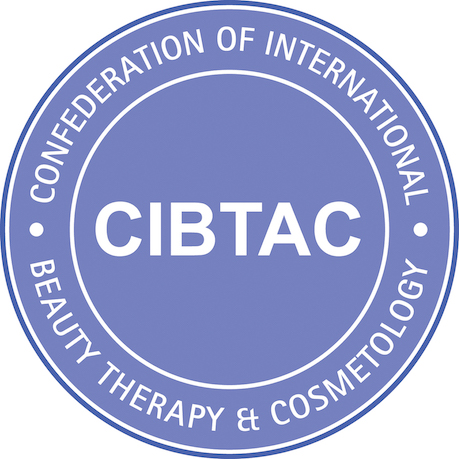 CONFEDERATION OF INTERNATIONAL
CIBTAC
BEAUTY THERAPY & COSMETOLOGY